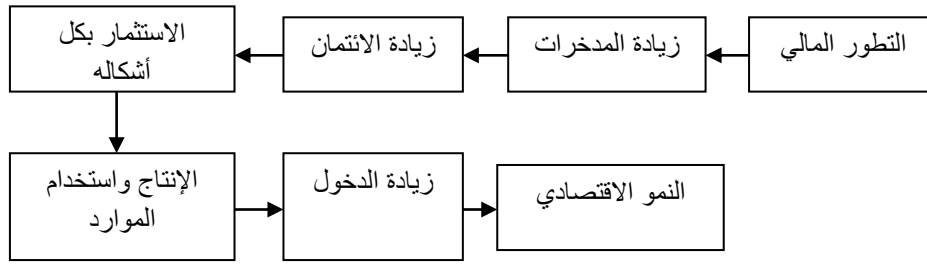 التطور المالي
زيادة المدخرات
زيادة الائتمان
الاستثمار بكل
أشكاله
الإنتاج واستخدام
الموارد
زيادة الدخول
النمو الاقتصادي